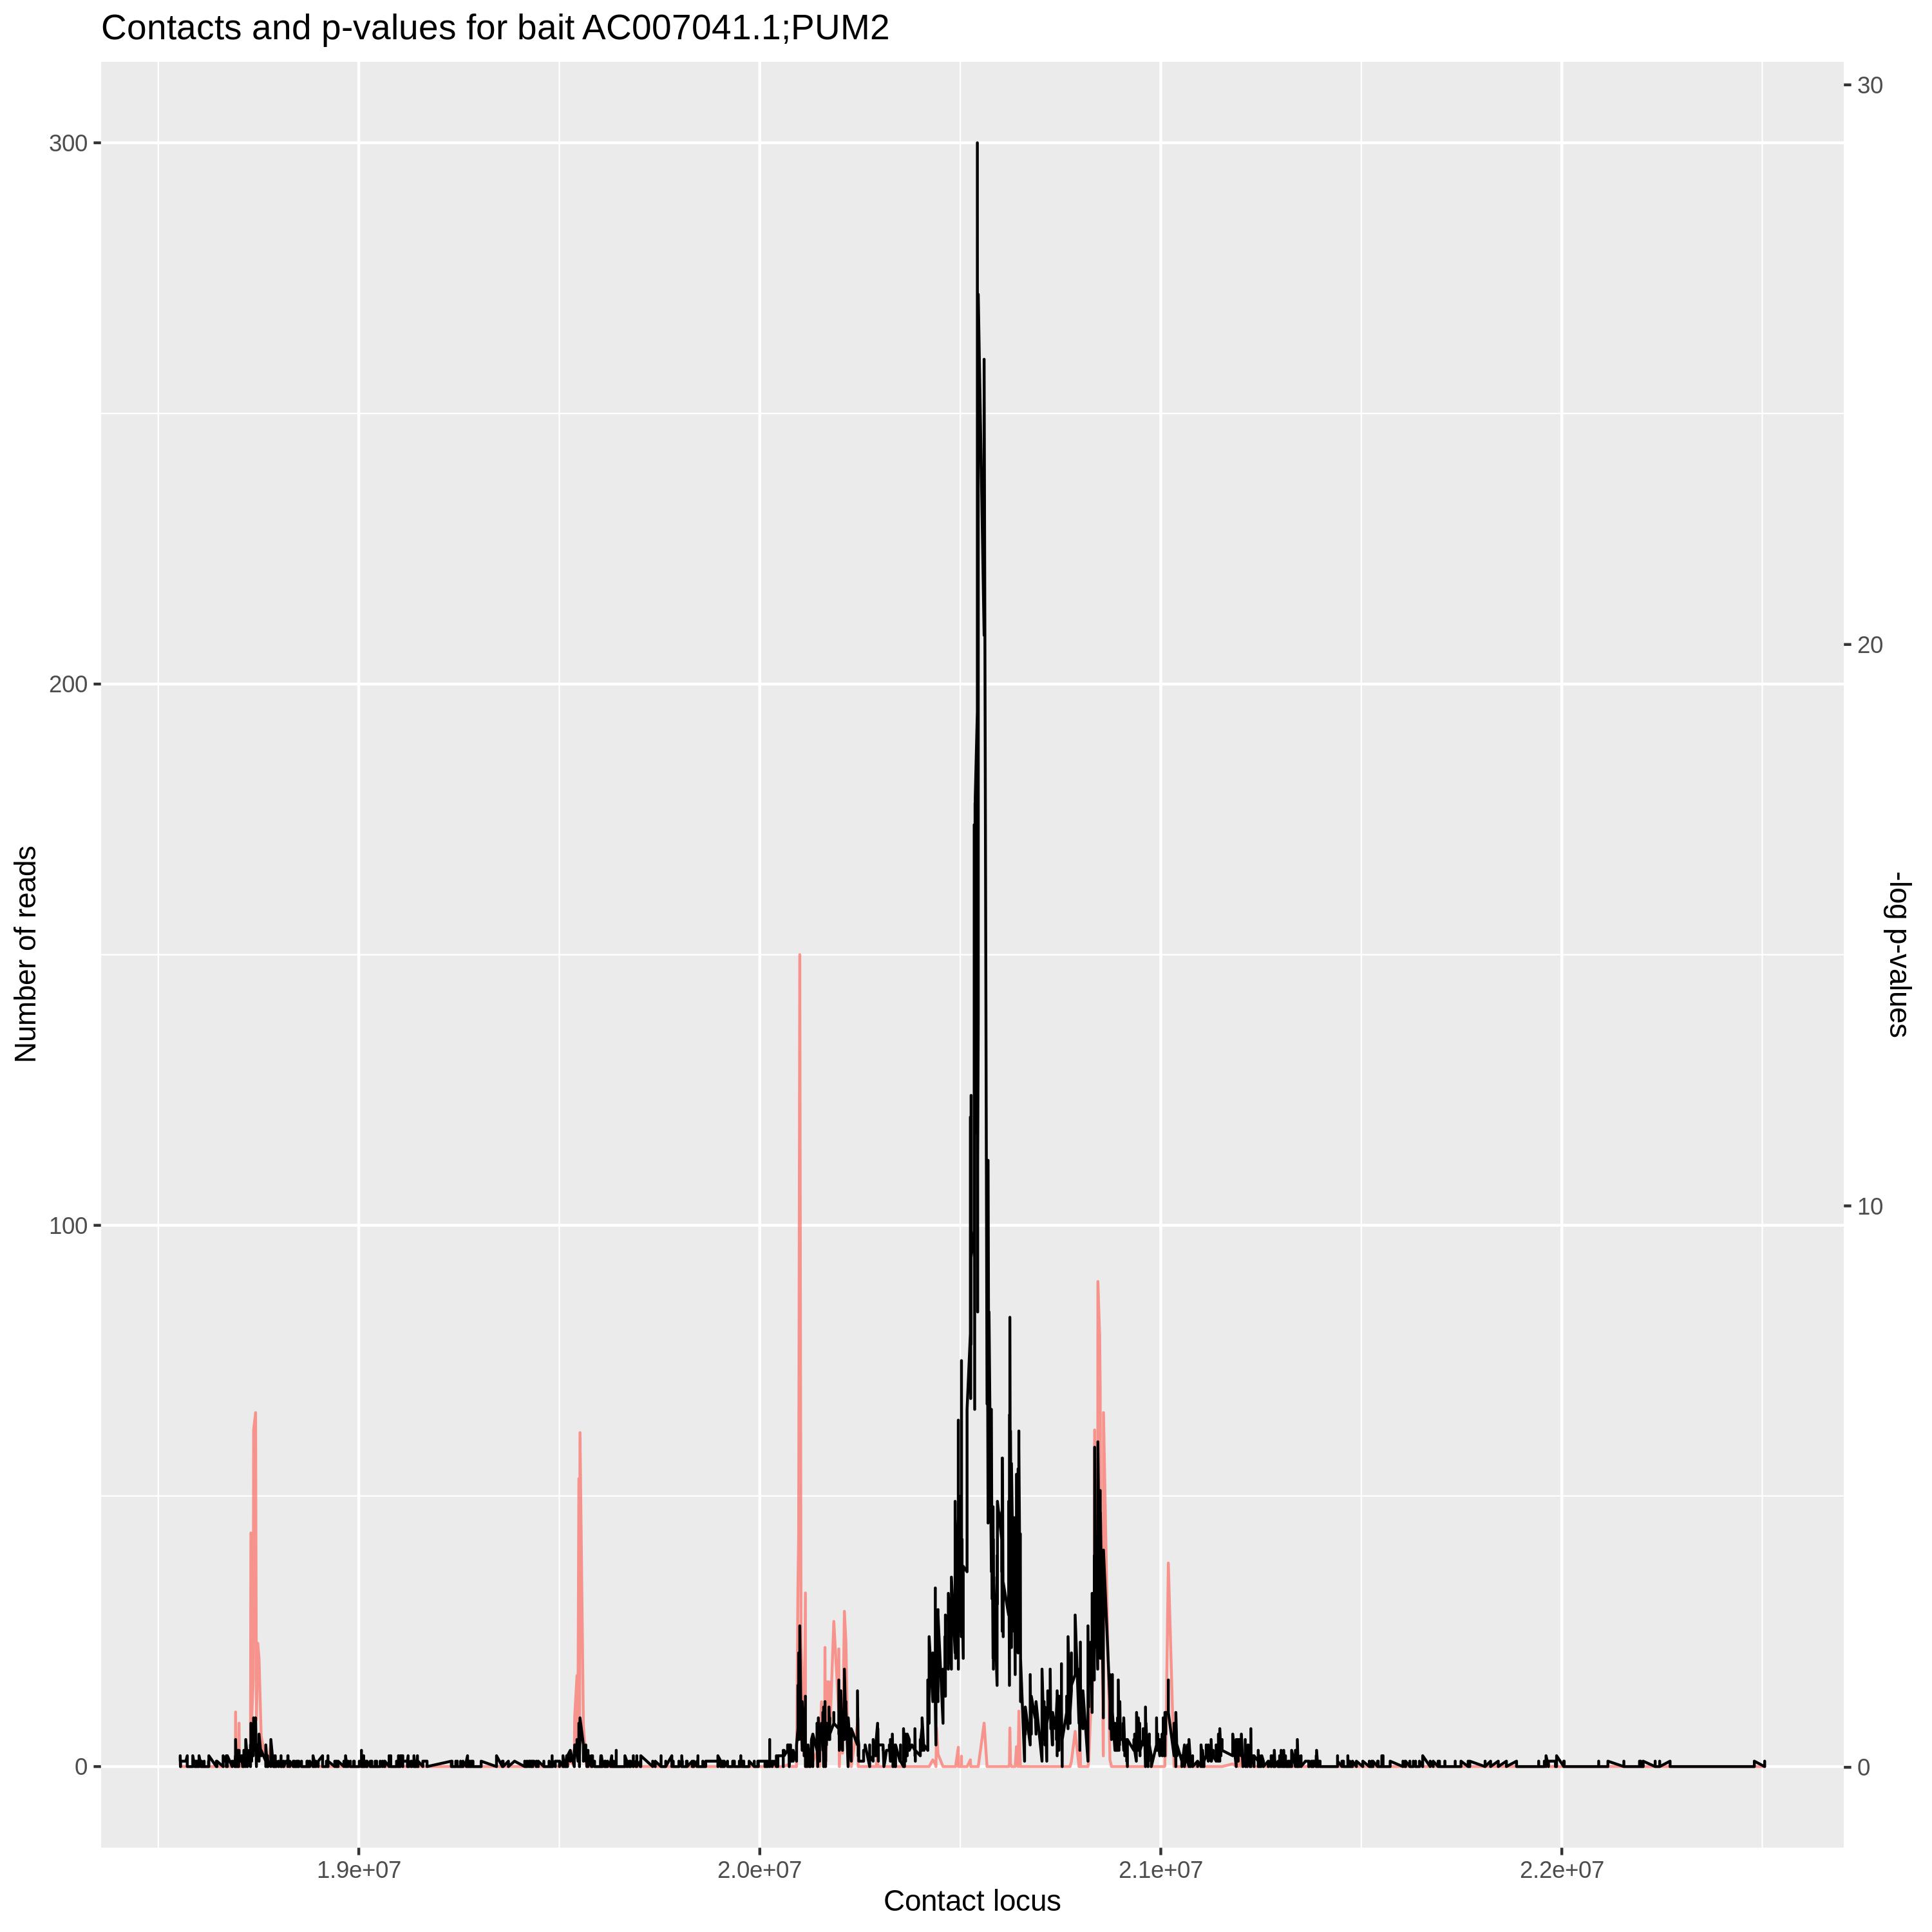 Contacts and p-values for bait AC007041.1;PUM2
30
300
20
200
10
100
0
0
Number of reads
-log p-values
1.9e+07
2.0e+07
2.1e+07
2.2e+07
Contact locus